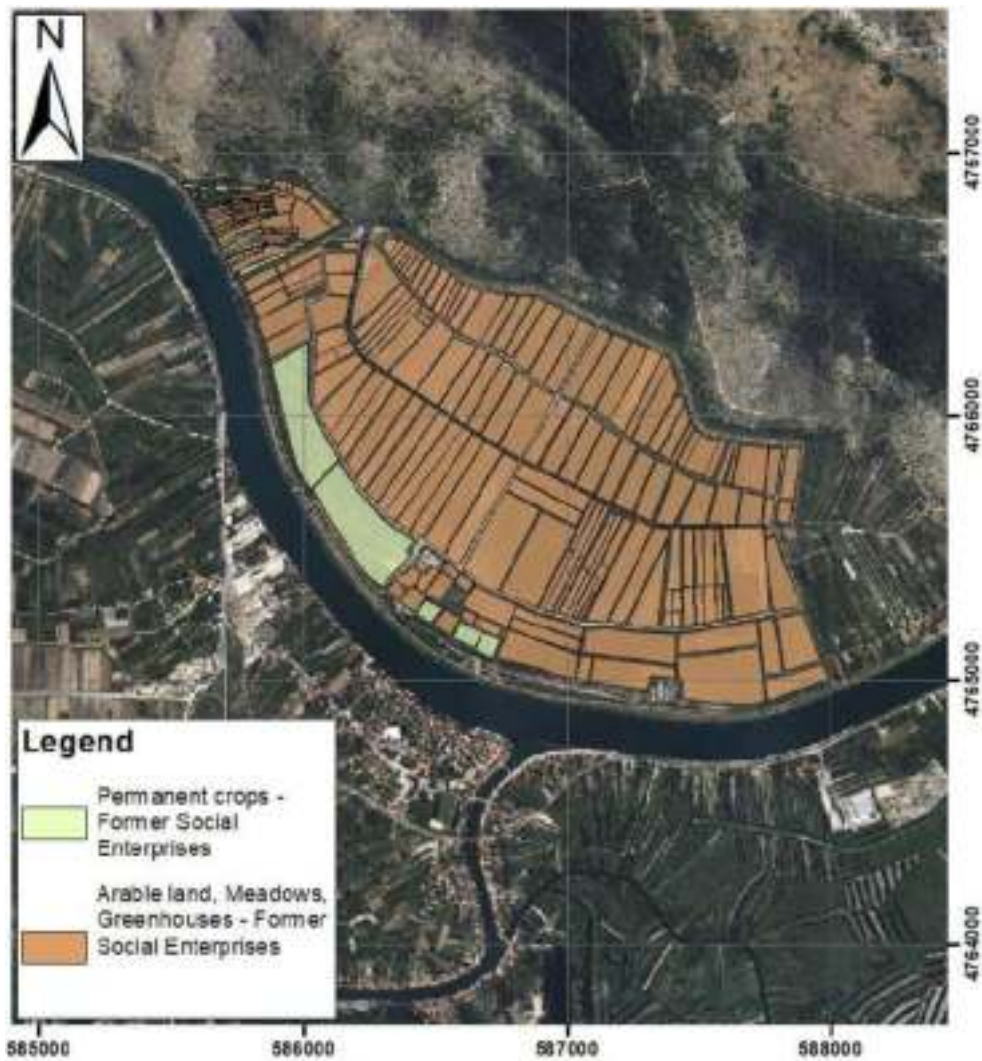 N
4767000
4766000
4765000
4764000
Legend
Permanent crops -
Former Social
Enterprises
Arable land, Meadows,
Greenhouses - Former
Social Enterprises
585000
586000
587000
588000